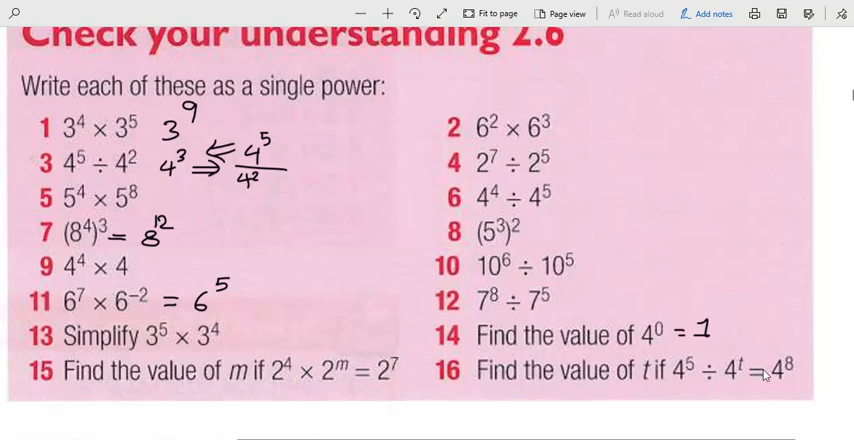 Fit to page Page view Read aloud Add notes
Check your understanding 2.6
Write each of these as a single power:
1 3⁴ × 3⁵ 3⁹
2 6² × 6³
3 4⁵ ÷ 4² 4³ ⇐ ⇒ 4⁵/4²
4 2⁷ ÷ 2⁵
5 5⁴ × 5⁸
6 4⁴ ÷ 4⁵
7 (8⁴)³ = 8¹²
8 (5³)²
9 4⁴ × 4
10 10⁶ ÷ 10⁵
11 6⁷ × 6⁻² = 6⁵
12 7⁸ ÷ 7⁵
13 Simplify 3⁵ × 3⁴
14 Find the value of 4⁰ = 1
15 Find the value of m if 2⁴ × 2ᵐ = 2⁷
16 Find the value of t if 4⁵ ÷ 4ᵗ = 4⁸